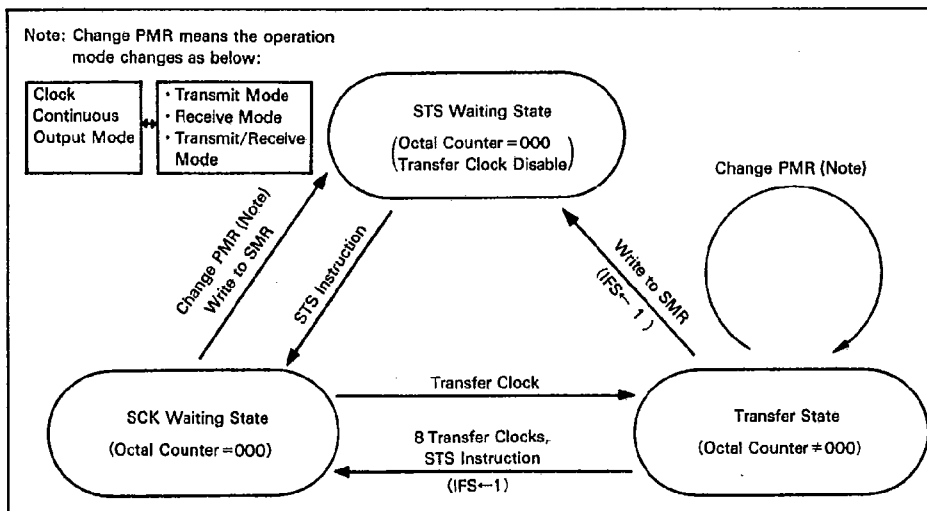 Note: Change PMR means the operation
mode changes as below:
Clock
Continuous
Output Mode
· Transmit Mode
· Receive Mode
· Transmit/Receive
Mode
STS Waiting State
(Octal Counter=000
Transfer Clock Disable)
Change PMR (Note)
Change PMR (Note)
Write to SMR
STS Instruction
Write to SMR
(IFS←1)
SCK Waiting State
(Octal Counter=000)
Transfer Clock
8 Transfer Clocks,
STS Instruction
(IFS←1)
Transfer State
(Octal Counter≠000)